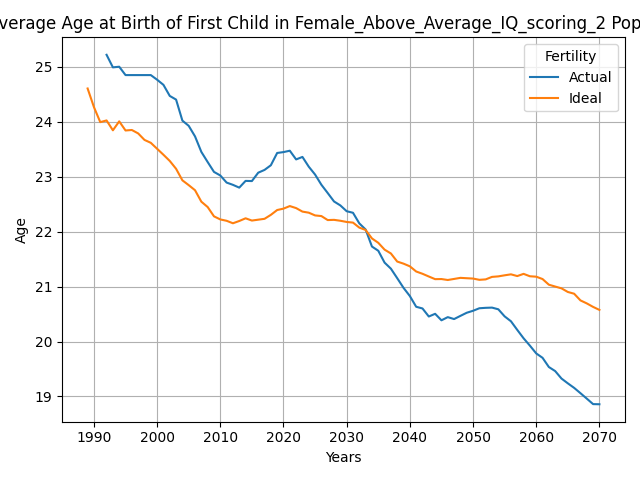 verage Age at Birth of First Child in Female_Above_Average_IQ_scoring_2 Pop
Fertility
Actual
Ideal
Age
25
24
23
22
21
20
19
1990 2000 2010 2020 2030 2040 2050 2060 2070
Years